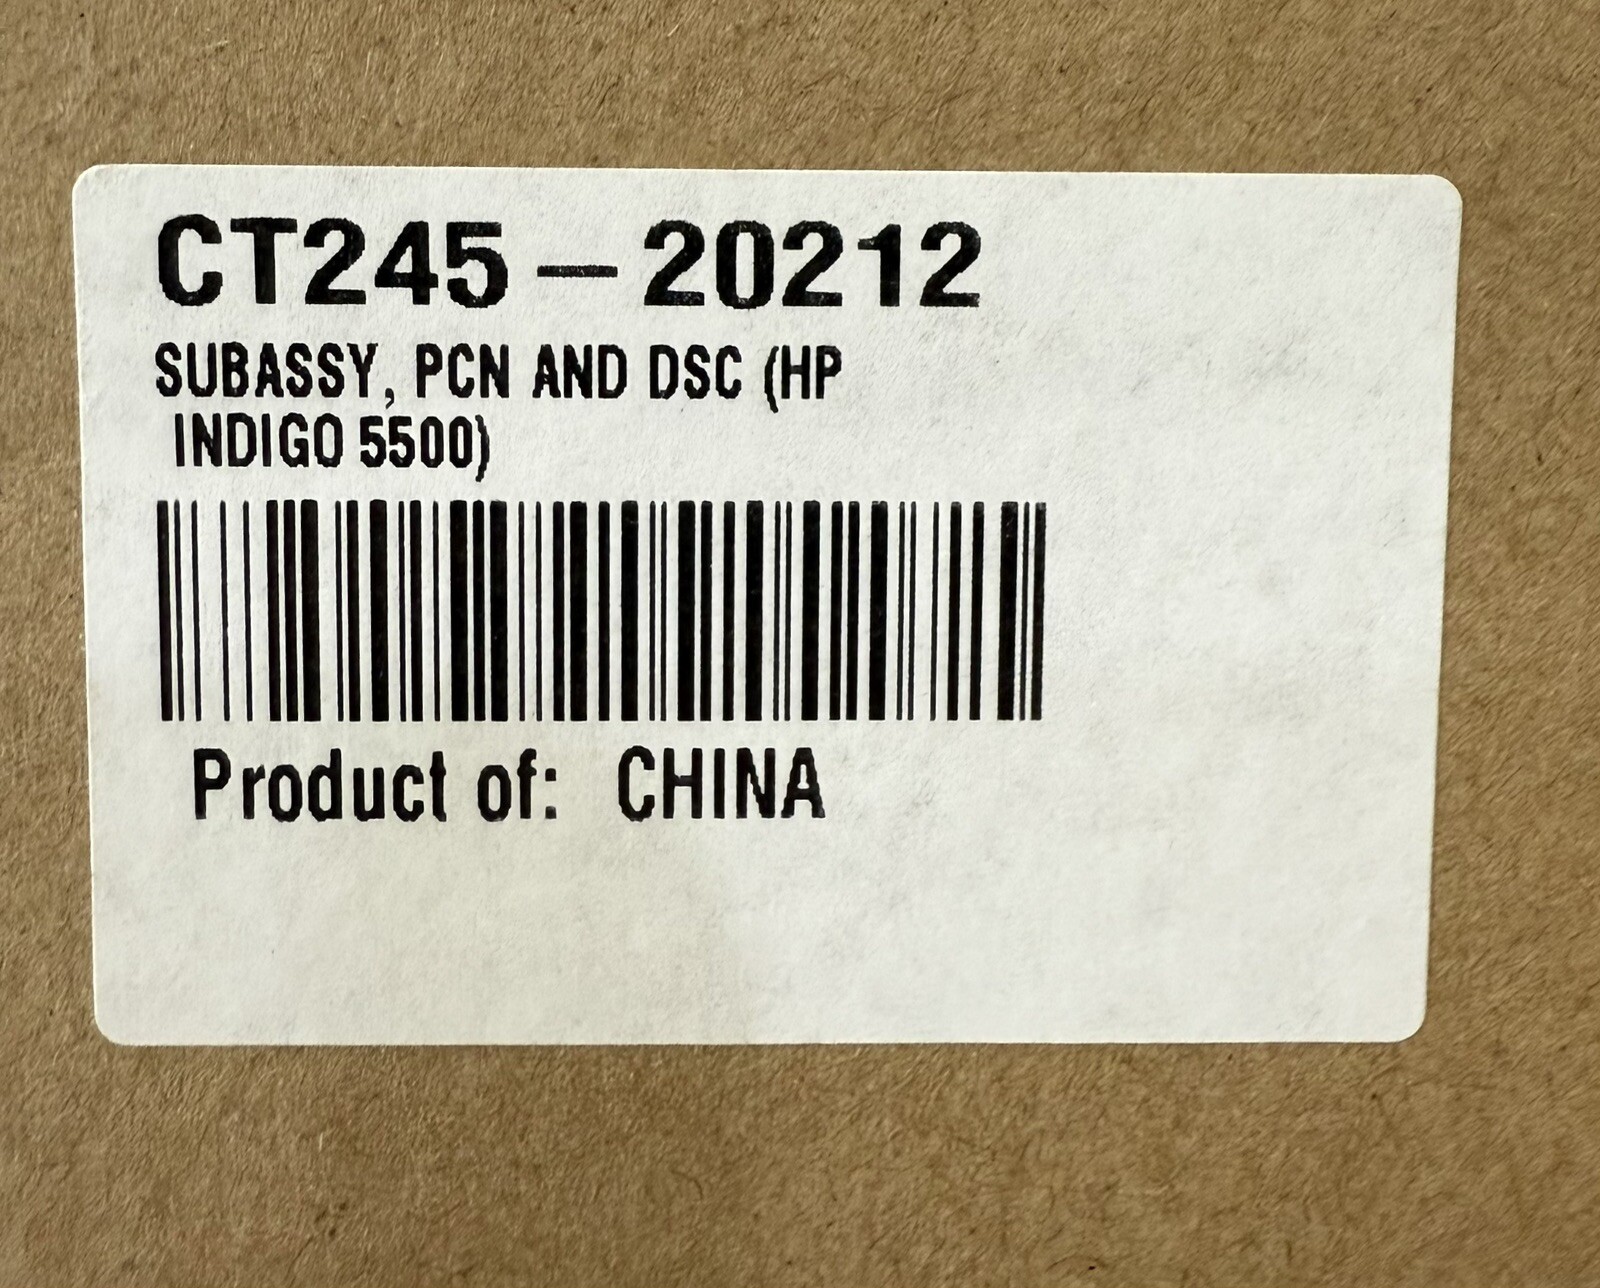 CT245-20212
SUBASSY, PCN AND DSC (HP
INDIGO 5500)
Product of: CHINA